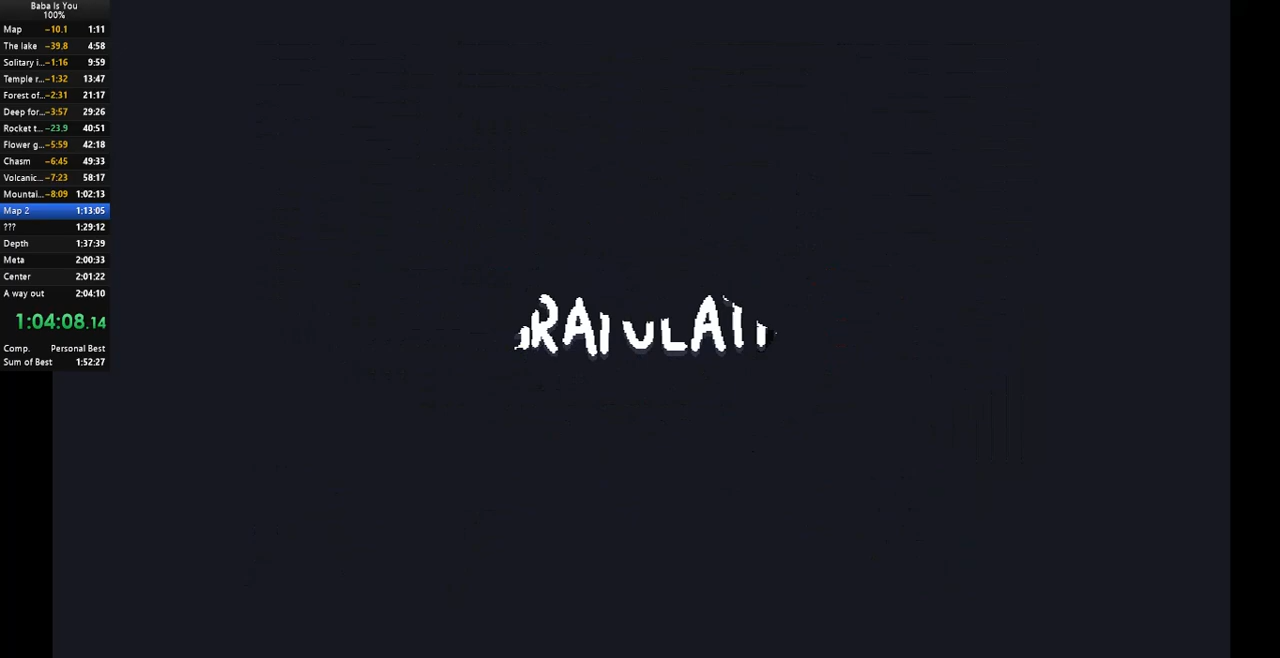 Baba Is You
100%
Map -10.1 1:11
The lake -39.8 4:58
Solitary i... -1:16 9:59
Temple r... -1:32 13:47
Forest of... -2:31 21:17
Deep for... -3:57 29:26
Rocket t... -23.9 40:51
Flower g... -5:59 42:18
Chasm -6:45 49:33
Volcanic... -7:23 58:17
Mountai... -8:09 1:02:13
Map 2 1:13:05
??? 1:29:12
Depth 1:37:39
Meta 2:00:33
Center 2:01:22
A way out 2:04:10
1:04:08.14
Comp. Personal Best
Sum of Best 1:52:27